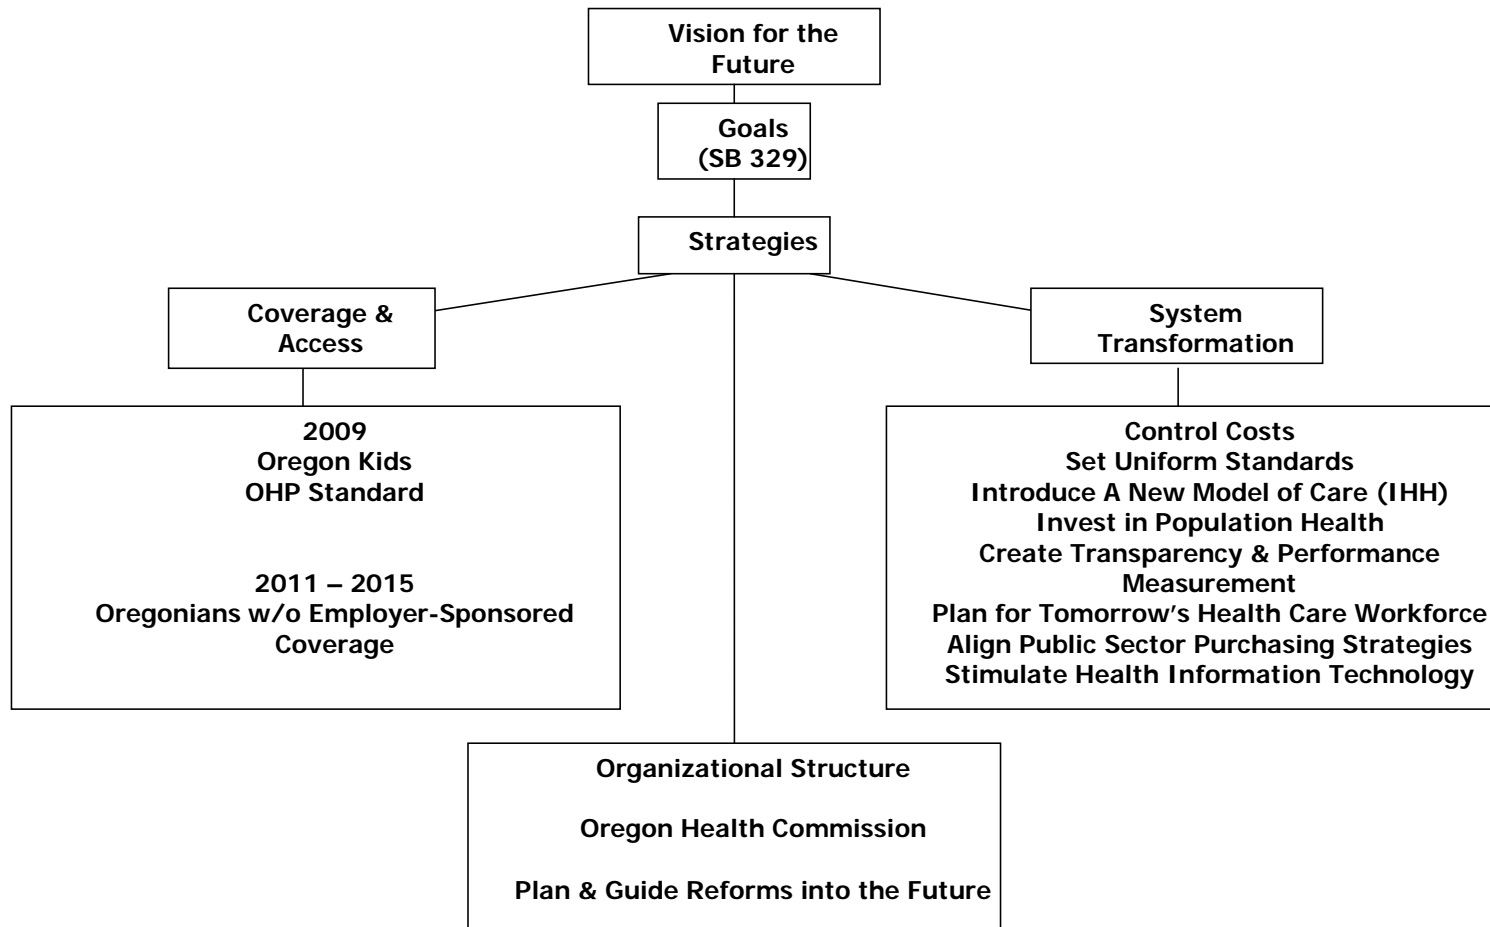 Vision for the
Future
Goals
(SB 329)
Strategies
Coverage &
Access
2009
Oregon Kids
OHP Standard
2011 – 2015
Oregonians w/o Employer-Sponsored
Coverage
System
Transformation
Control Costs
Set Uniform Standards
Introduce A New Model of Care (IHH)
Invest in Population Health
Create Transparency & Performance
Measurement
Plan for Tomorrow’s Health Care Workforce
Align Public Sector Purchasing Strategies
Stimulate Health Information Technology
Organizational Structure
Oregon Health Commission
Plan & Guide Reforms into the Future